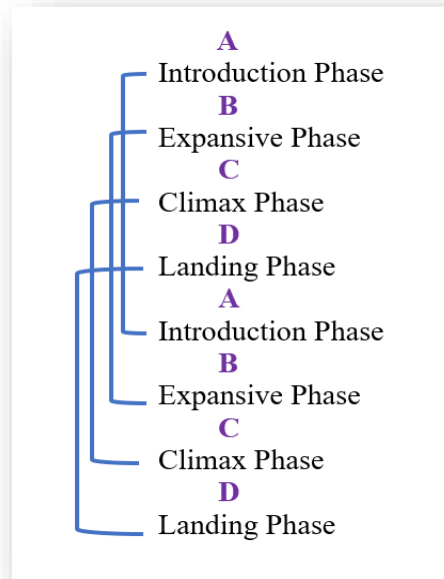 A
Introduction Phase
B
Expansive Phase
C
Climax Phase
D
Landing Phase
A
Introduction Phase
B
Expansive Phase
C
Climax Phase
D
Landing Phase